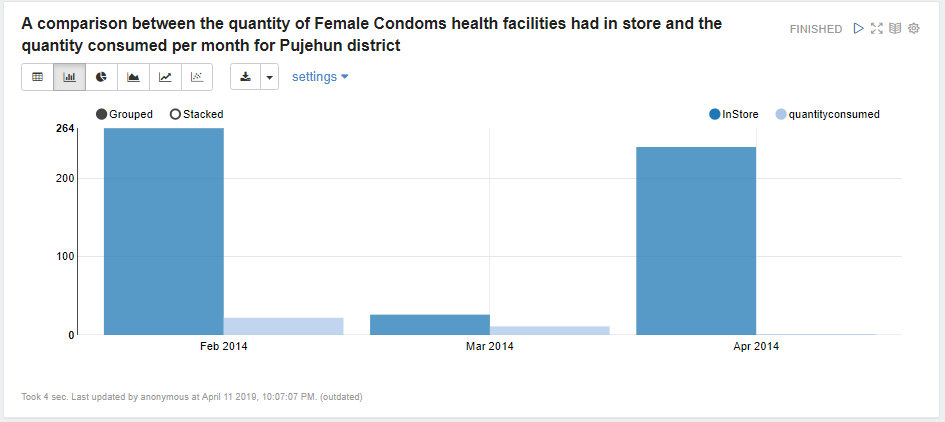 A comparison between the quantity of Female Condoms health facilities had in store and the
quantity consumed per month for Pujehun district
FINISHED
settings
Grouped
Stacked
InStore
quantityconsumed
264
200
100
0
Feb 2014
Mar 2014
Apr 2014
Took 4 sec. Last updated by anonymous at April 11 2019, 10:07:07 PM. (outdated)